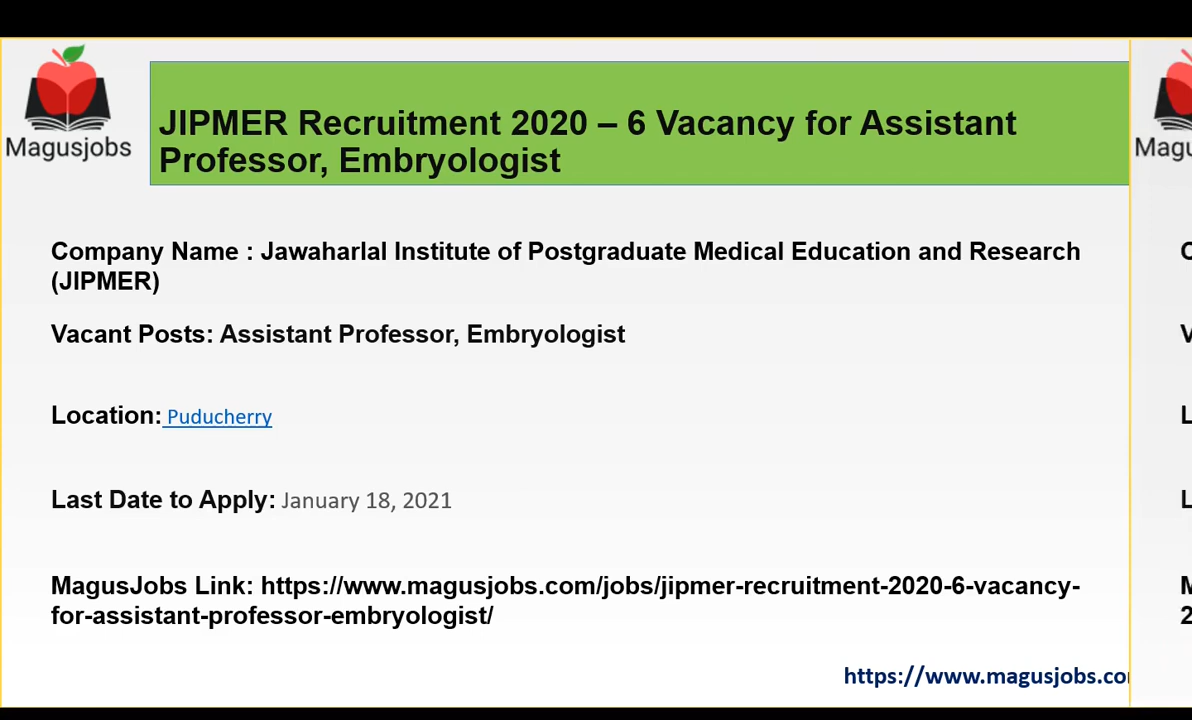 Magusjobs
JIPMER Recruitment 2020 – 6 Vacancy for Assistant
Professor, Embryologist
Company Name : Jawaharlal Institute of Postgraduate Medical Education and Research
(JIPMER)
Vacant Posts: Assistant Professor, Embryologist
Location: Puducherry
Last Date to Apply: January 18, 2021
MagusJobs Link: https://www.magusjobs.com/jobs/jipmer-recruitment-2020-6-vacancy-
for-assistant-professor-embryologist/
https://www.magusjobs.co
Magu